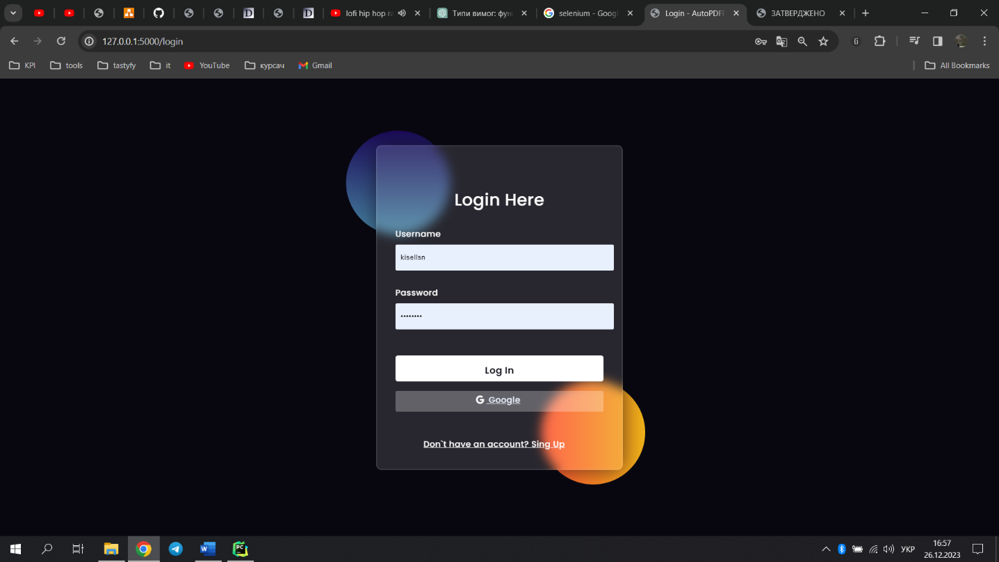 lofi hip hop ra
Типи вимог: фун
selenium - Googl
Login - AutoPDFF
ЗАТВЕРДЖЕНО
127.0.0.1:5000/login
KPI
tools
tastyfy
it
YouTube
курсач
Gmail
All Bookmarks
Login Here
Username
kisellsn
Password
••••••••
Log In
Google
Don`t have an account? Sing Up
УКР
16:57
26.12.2023